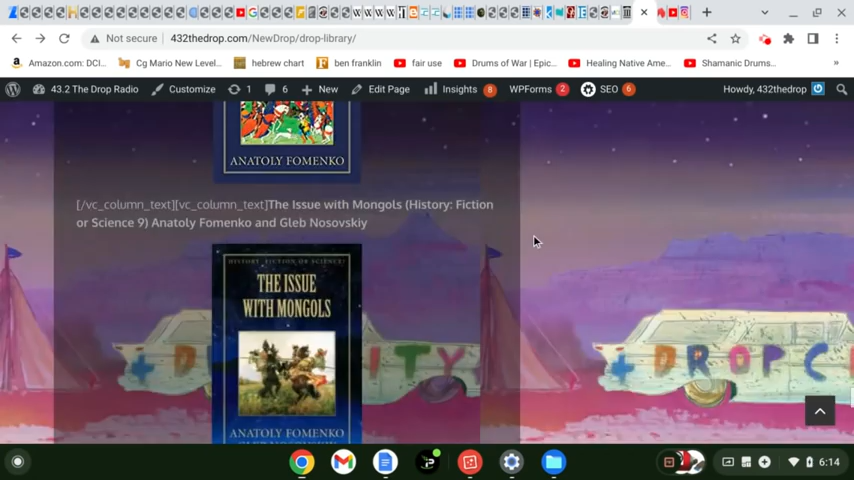 Not secure
432thedrop.com/NewDrop/drop-library/
Amazon.com: DCI...
Cg Mario New Level...
hebrew chart
ben franklin
fair use
Drums of War | Epic...
Healing Native Ame...
Shamanic Drums...
»
43.2 The Drop Radio
Customize
1
6
+ New
Edit Page
Insights 8
WPForms 2
SEO 6
Howdy, 432thedrop
ANATOLY FOMENKO
[/vc_column_text][vc_column_text]The Issue with Mongols (History: Fiction
or Science 9) Anatoly Fomenko and Gleb Nosovskiy
HISTORY: FICTION OR SCIENCE?
THE ISSUE
WITH MONGOLS
+ D
ITY
+ DROP C
ANATOLY FOMENKO
6:14